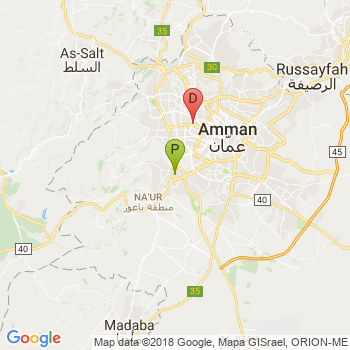 35
As-Salt
السلط
30
Russayfah
الرصيفة
D
Amman
عمان
P
45
NA'UR
منطقة ناعور
40
40
35
Madaba
مادبا
Google
Map data ©2018 Google, Mapa GISrael, ORION-ME